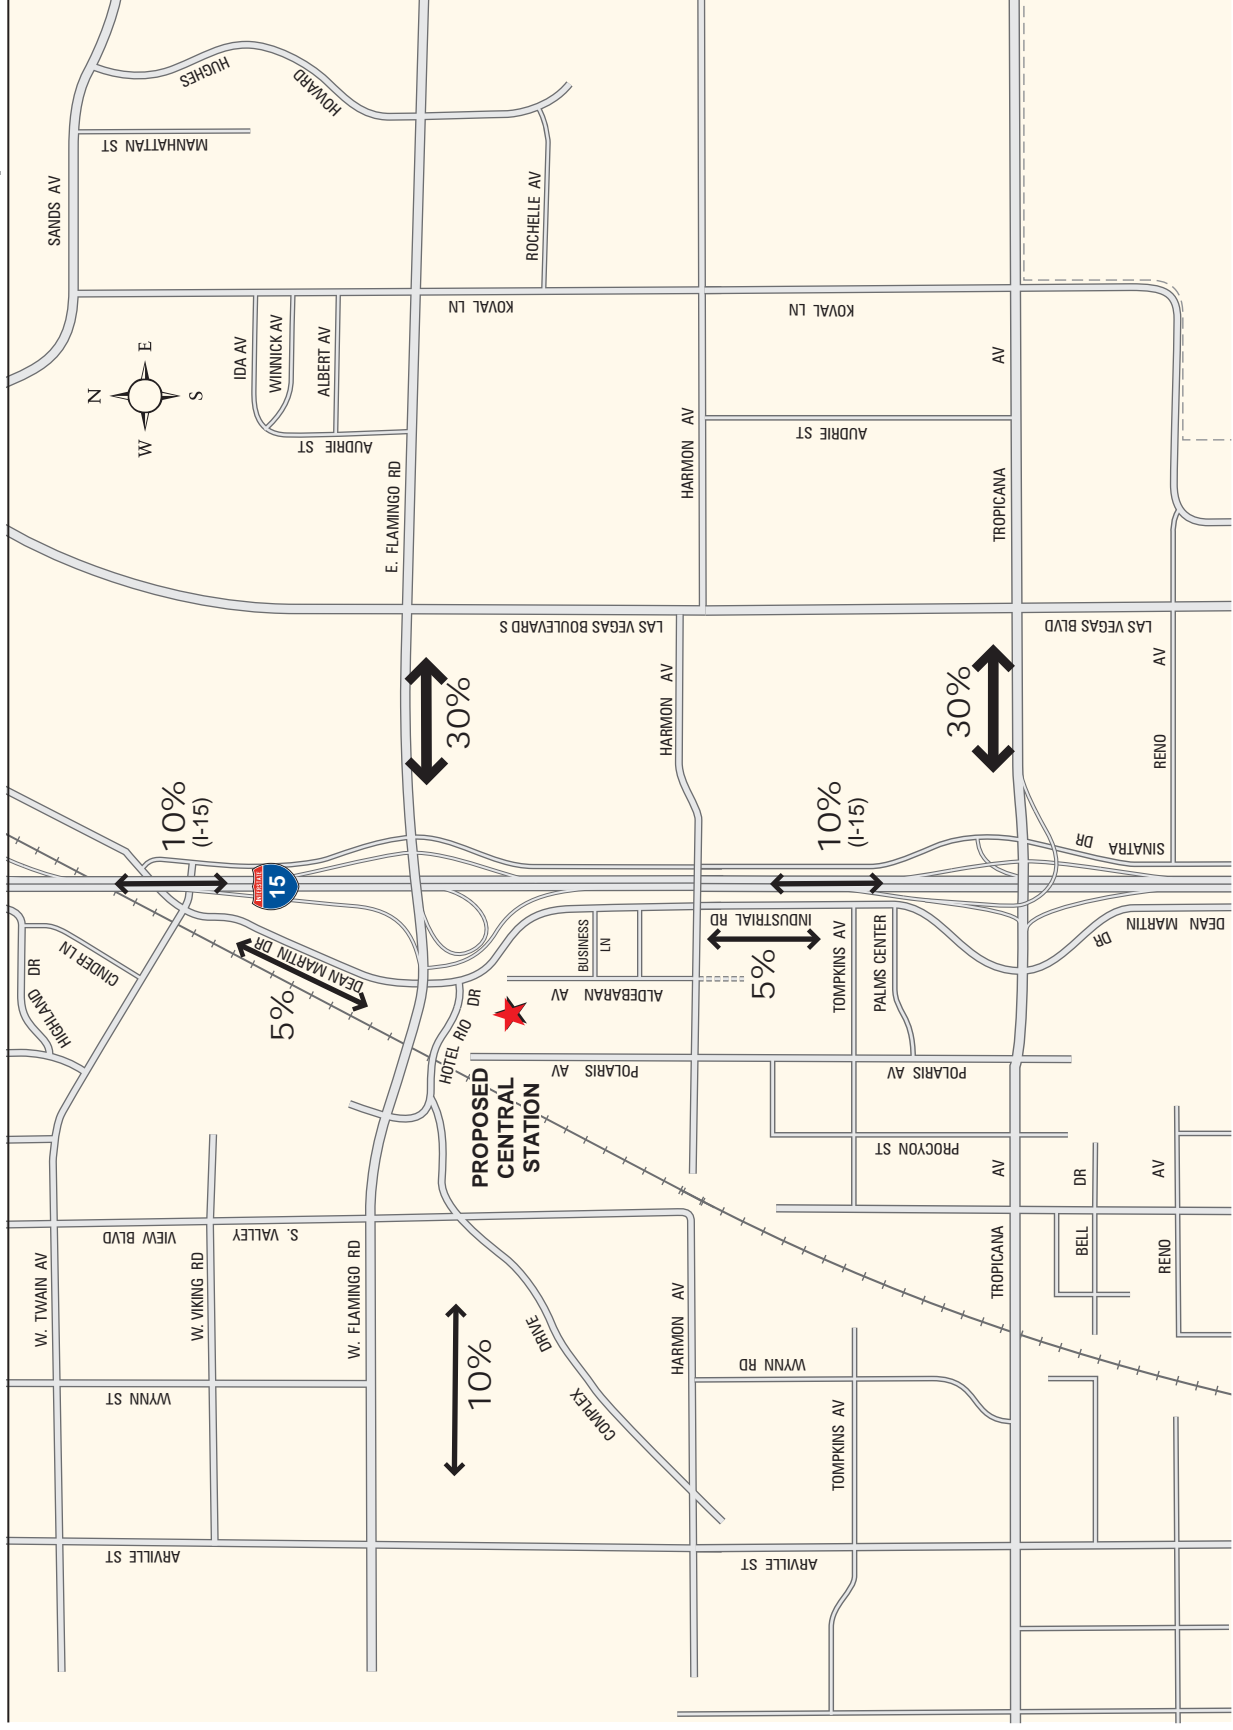 SANDS AV
MANHATTAN ST
HUGHES
HOWARD
ROCHELLE AV
KOVAL LN
KOVAL LN
N
E
S
W
IDA AV
WINNICK AV
ALBERT AV
AUDRIE ST
E. FLAMINGO RD
HARMON AV
AUDRIE ST
TROPICANA AV
LAS VEGAS BOULEVARD S
LAS VEGAS BLVD
30%
HARMON AV
30%
RENO AV
10%
(I-15)
10%
(I-15)
SINATRA DR
INTERSTATE
15
HIGHLAND DR
CINDER LN
DEAN MARTIN DR
5%
BUSINESS
LN
INDUSTRIAL RD
5%
TOMPKINS AV
PALMS CENTER
DEAN MARTIN DR
ALDEBARAN AV
HOTEL RIO DR
POLARIS AV
POLARIS AV
PROPOSED
CENTRAL
STATION
PROCYON ST
S. VALLEY
VIEW BLVD
W. TWAIN AV
W. VIKING RD
W. FLAMINGO RD
10%
DRIVE
COMPLEX
HARMON AV
TROPICANA AV
BELL DR
RENO AV
WYNN ST
WYNN RD
TOMPKINS AV
ARVILLE ST
ARVILLE ST